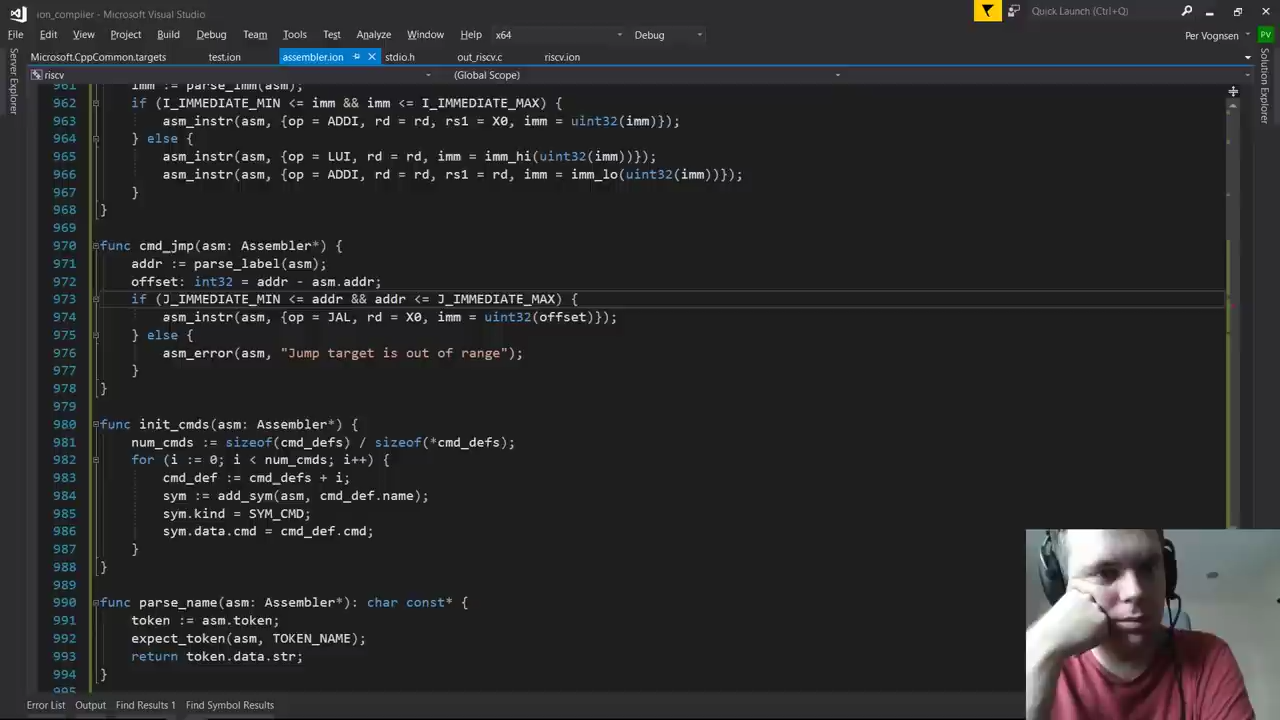 ion_compiler - Microsoft Visual Studio
Quick Launch (Ctrl+Q)
File Edit View Project Build Debug Team Tools Test Analyze Window Help x64 Debug
Per Vognsen PV
Microsoft.CppCommon.targets test.ion assembler.ion stdio.h out_riscv.c riscv.ion
riscv (Global Scope)
Server Explorer
Solution Explorer
961 imm := parse_imm(asm);
962 if (I_IMMEDIATE_MIN <= imm && imm <= I_IMMEDIATE_MAX) {
963 asm_instr(asm, {op = ADDI, rd = rd, rs1 = X0, imm = uint32(imm)});
964 } else {
965 asm_instr(asm, {op = LUI, rd = rd, imm = imm_hi(uint32(imm))});
966 asm_instr(asm, {op = ADDI, rd = rd, rs1 = rd, imm = imm_lo(uint32(imm))});
967 }
968 }
969
970 func cmd_jmp(asm: Assembler*) {
971 addr := parse_label(asm);
972 offset: int32 = addr - asm.addr;
973 if (J_IMMEDIATE_MIN <= addr && addr <= J_IMMEDIATE_MAX) {
974 asm_instr(asm, {op = JAL, rd = X0, imm = uint32(offset)});
975 } else {
976 asm_error(asm, "Jump target is out of range");
977 }
978 }
979
980 func init_cmds(asm: Assembler*) {
981 num_cmds := sizeof(cmd_defs) / sizeof(*cmd_defs);
982 for (i := 0; i < num_cmds; i++) {
983 cmd_def := cmd_defs + i;
984 sym := add_sym(asm, cmd_def.name);
985 sym.kind = SYM_CMD;
986 sym.data.cmd = cmd_def.cmd;
987 }
988 }
989
990 func parse_name(asm: Assembler*): char const* {
991 token := asm.token;
992 expect_token(asm, TOKEN_NAME);
993 return token.data.str;
994 }
995
Error List Output Find Results 1 Find Symbol Results